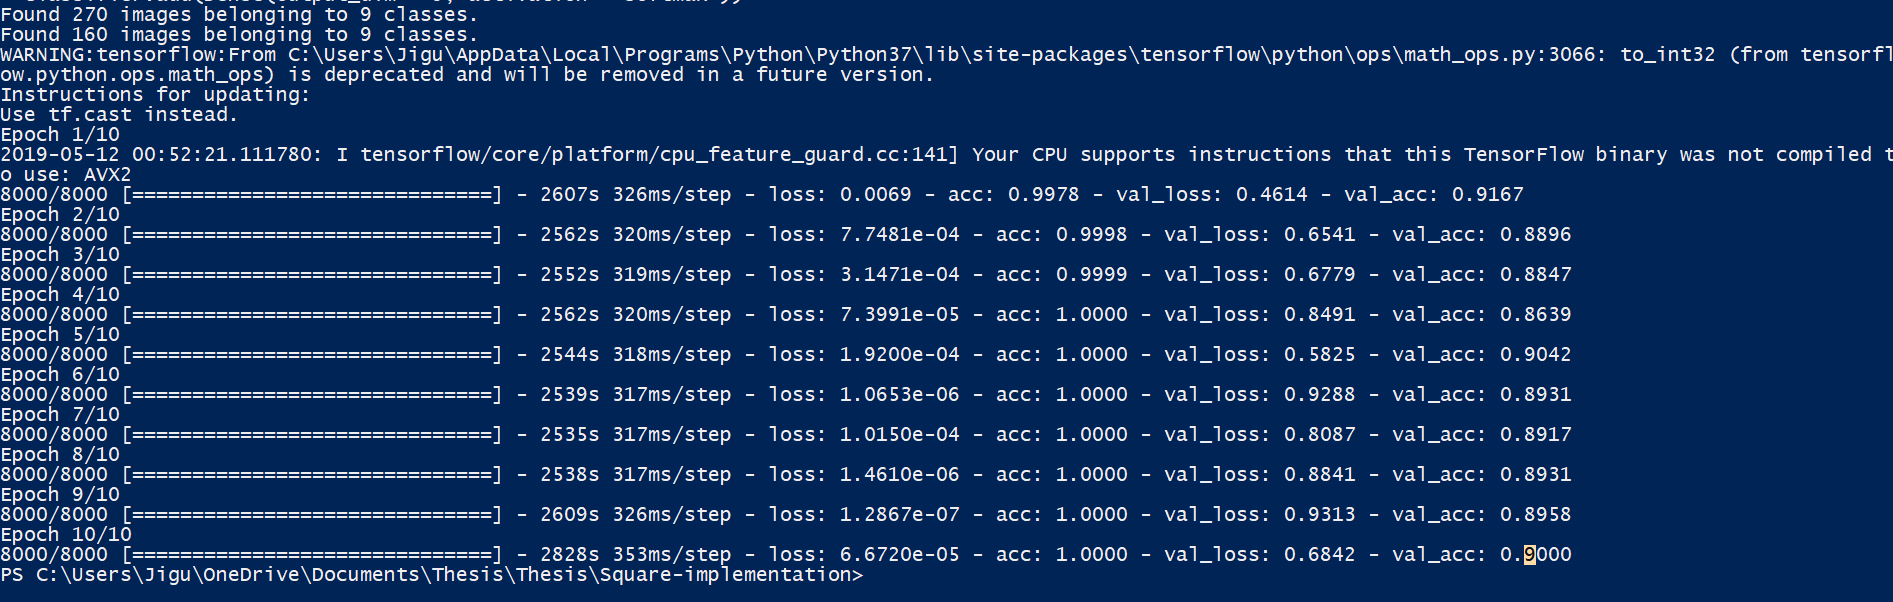 Found 270 images belonging to 9 classes.
Found 160 images belonging to 9 classes.
WARNING:tensorflow:From C:\Users\Jigu\AppData\Local\Programs\Python\Python37\lib\site-packages\tensorflow\python\ops\math_ops.py:3066: to_int32 (from tensorfl
ow.python.ops.math_ops) is deprecated and will be removed in a future version.
Instructions for updating:
Use tf.cast instead.
Epoch 1/10
2019-05-12 00:52:21.111780: I tensorflow/core/platform/cpu_feature_guard.cc:141] Your CPU supports instructions that this TensorFlow binary was not compiled t
o use: AVX2
8000/8000 [==============================] - 2607s 326ms/step - loss: 0.0069 - acc: 0.9978 - val_loss: 0.4614 - val_acc: 0.9167
Epoch 2/10
8000/8000 [==============================] - 2562s 320ms/step - loss: 7.7481e-04 - acc: 0.9998 - val_loss: 0.6541 - val_acc: 0.8896
Epoch 3/10
8000/8000 [==============================] - 2552s 319ms/step - loss: 3.1471e-04 - acc: 0.9999 - val_loss: 0.6779 - val_acc: 0.8847
Epoch 4/10
8000/8000 [==============================] - 2562s 320ms/step - loss: 7.3991e-05 - acc: 1.0000 - val_loss: 0.8491 - val_acc: 0.8639
Epoch 5/10
8000/8000 [==============================] - 2544s 318ms/step - loss: 1.9200e-04 - acc: 1.0000 - val_loss: 0.5825 - val_acc: 0.9042
Epoch 6/10
8000/8000 [==============================] - 2539s 317ms/step - loss: 1.0653e-06 - acc: 1.0000 - val_loss: 0.9288 - val_acc: 0.8931
Epoch 7/10
8000/8000 [==============================] - 2535s 317ms/step - loss: 1.0150e-04 - acc: 1.0000 - val_loss: 0.8087 - val_acc: 0.8917
Epoch 8/10
8000/8000 [==============================] - 2538s 317ms/step - loss: 1.4610e-06 - acc: 1.0000 - val_loss: 0.8841 - val_acc: 0.8931
Epoch 9/10
8000/8000 [==============================] - 2609s 326ms/step - loss: 1.2867e-07 - acc: 1.0000 - val_loss: 0.9313 - val_acc: 0.8958
Epoch 10/10
8000/8000 [==============================] - 2828s 353ms/step - loss: 6.6720e-05 - acc: 1.0000 - val_loss: 0.6842 - val_acc: 0.9000
PS C:\Users\Jigu\OneDrive\Documents\Thesis\Thesis\Square-implementation>